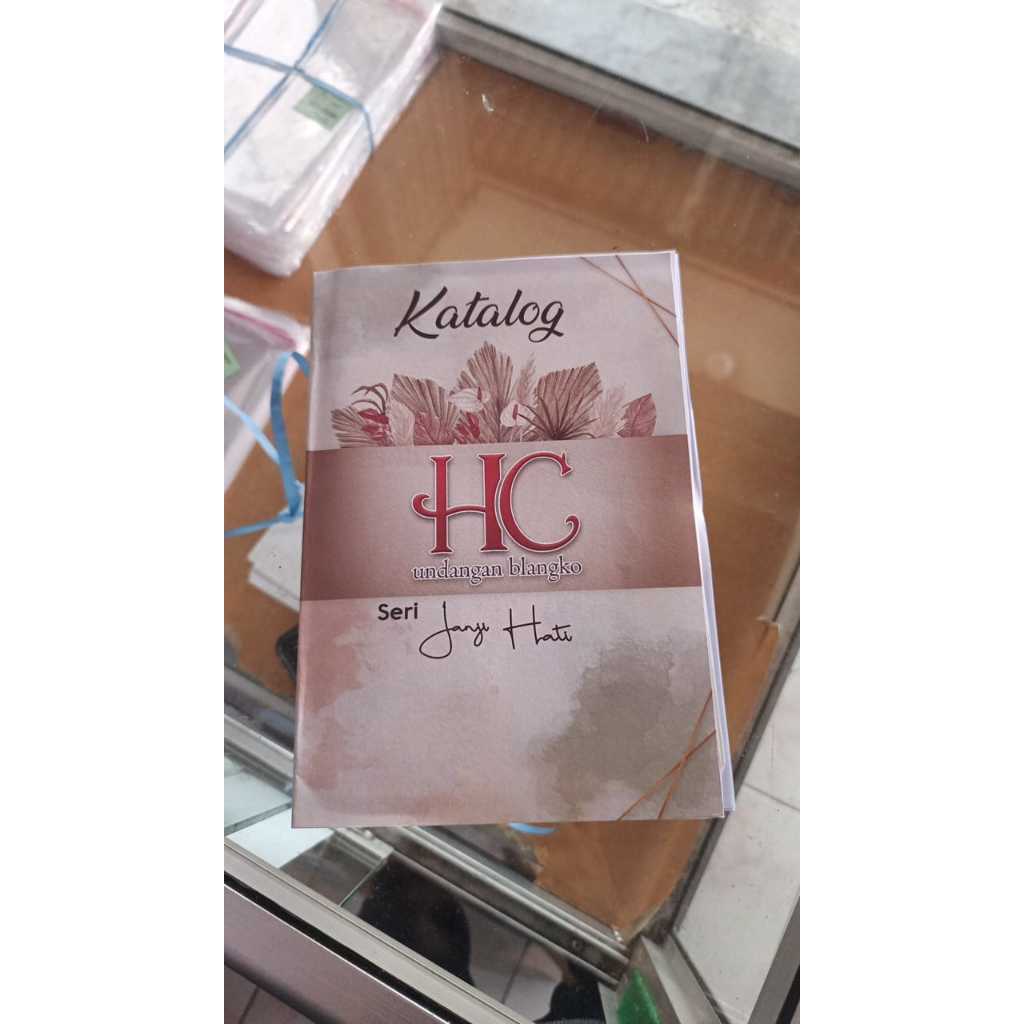 Katalog
HC
undangan blangko
Seri Janji Hati